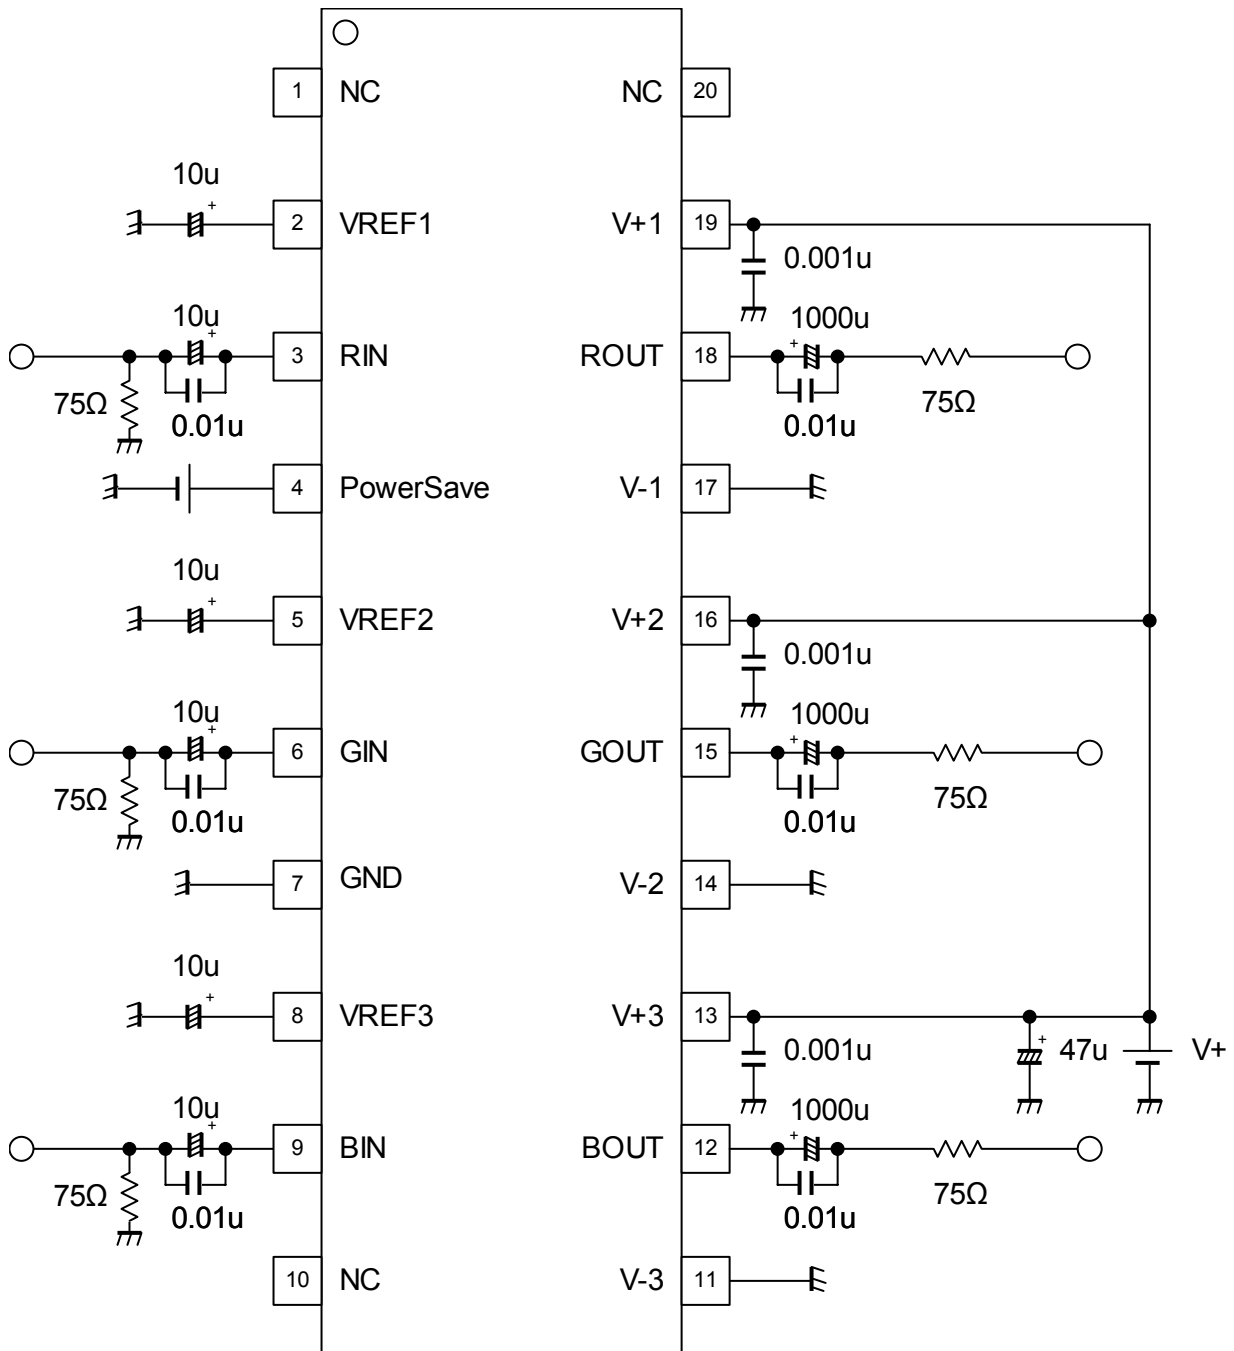 1 NC NC 20
10u
+
2 VREF1 V+1 19
0.001u
10u
+
1000u
+
3 RIN ROUT 18
75Ω
0.01u
0.01u
75Ω
4 PowerSave V-1 17
10u
+
5 VREF2 V+2 16
0.001u
10u
+
1000u
+
6 GIN GOUT 15
75Ω
0.01u
0.01u
75Ω
7 GND V-2 14
10u
+
8 VREF3 V+3 13
0.001u
+
47u
V+
10u
+
1000u
+
9 BIN BOUT 12
75Ω
0.01u
0.01u
75Ω
10 NC V-3 11